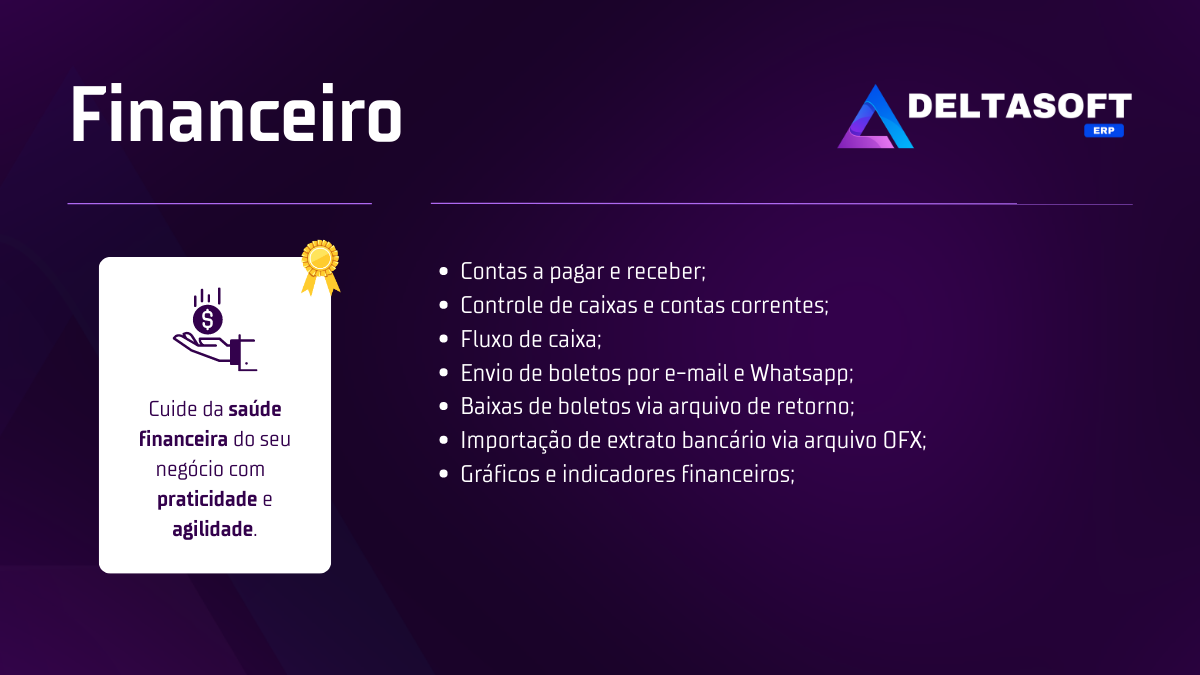 Financeiro
DELTASOFT
ERP
$
Cuide da saúde
financeira do seu
negócio com
praticidade e
agilidade.
• Contas a pagar e receber;
• Controle de caixas e contas correntes;
• Fluxo de caixa;
• Envio de boletos por e-mail e Whatsapp;
• Baixas de boletos via arquivo de retorno;
• Importação de extrato bancário via arquivo OFX;
• Gráficos e indicadores financeiros;